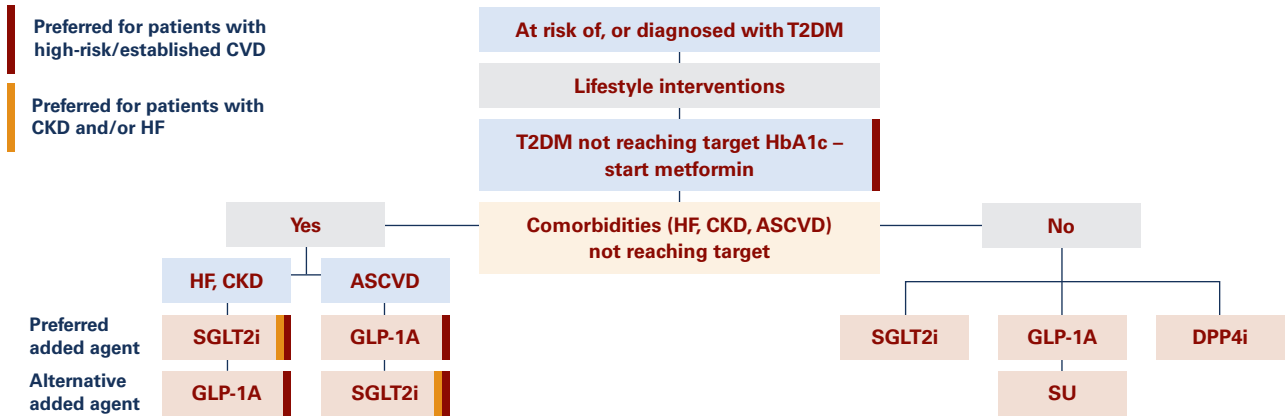 Preferred for patients with
high-risk/established CVD
Preferred for patients with
CKD and/or HF
At risk of, or diagnosed with T2DM
Lifestyle interventions
T2DM not reaching target HbA1c –
start metformin
Comorbidities (HF, CKD, ASCVD)
not reaching target
Yes
No
HF, CKD
ASCVD
Preferred
added agent
SGLT2i
GLP-1A
SGLT2i
GLP-1A
DPP4i
Alternative
added agent
GLP-1A
SGLT2i
SU